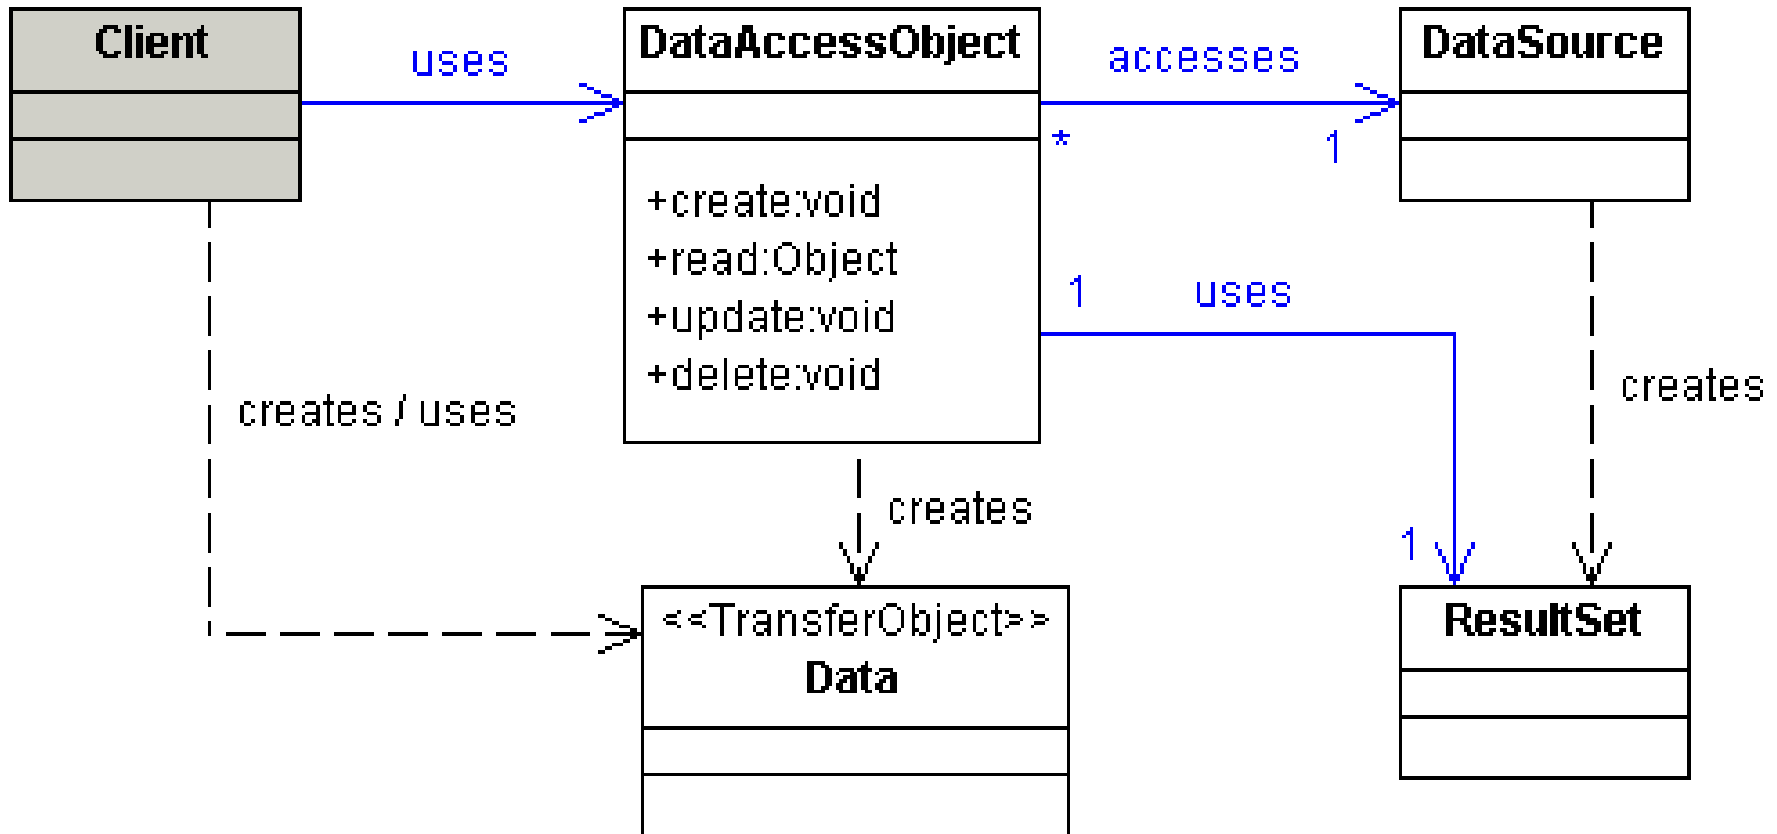 Client
uses
DataAccessObject
accesses
DataSource
*
1
+create:void
+read:Object
+update:void
+delete:void
1
uses
creates / uses
creates
creates
1
<<TransferObject>>
Data
ResultSet